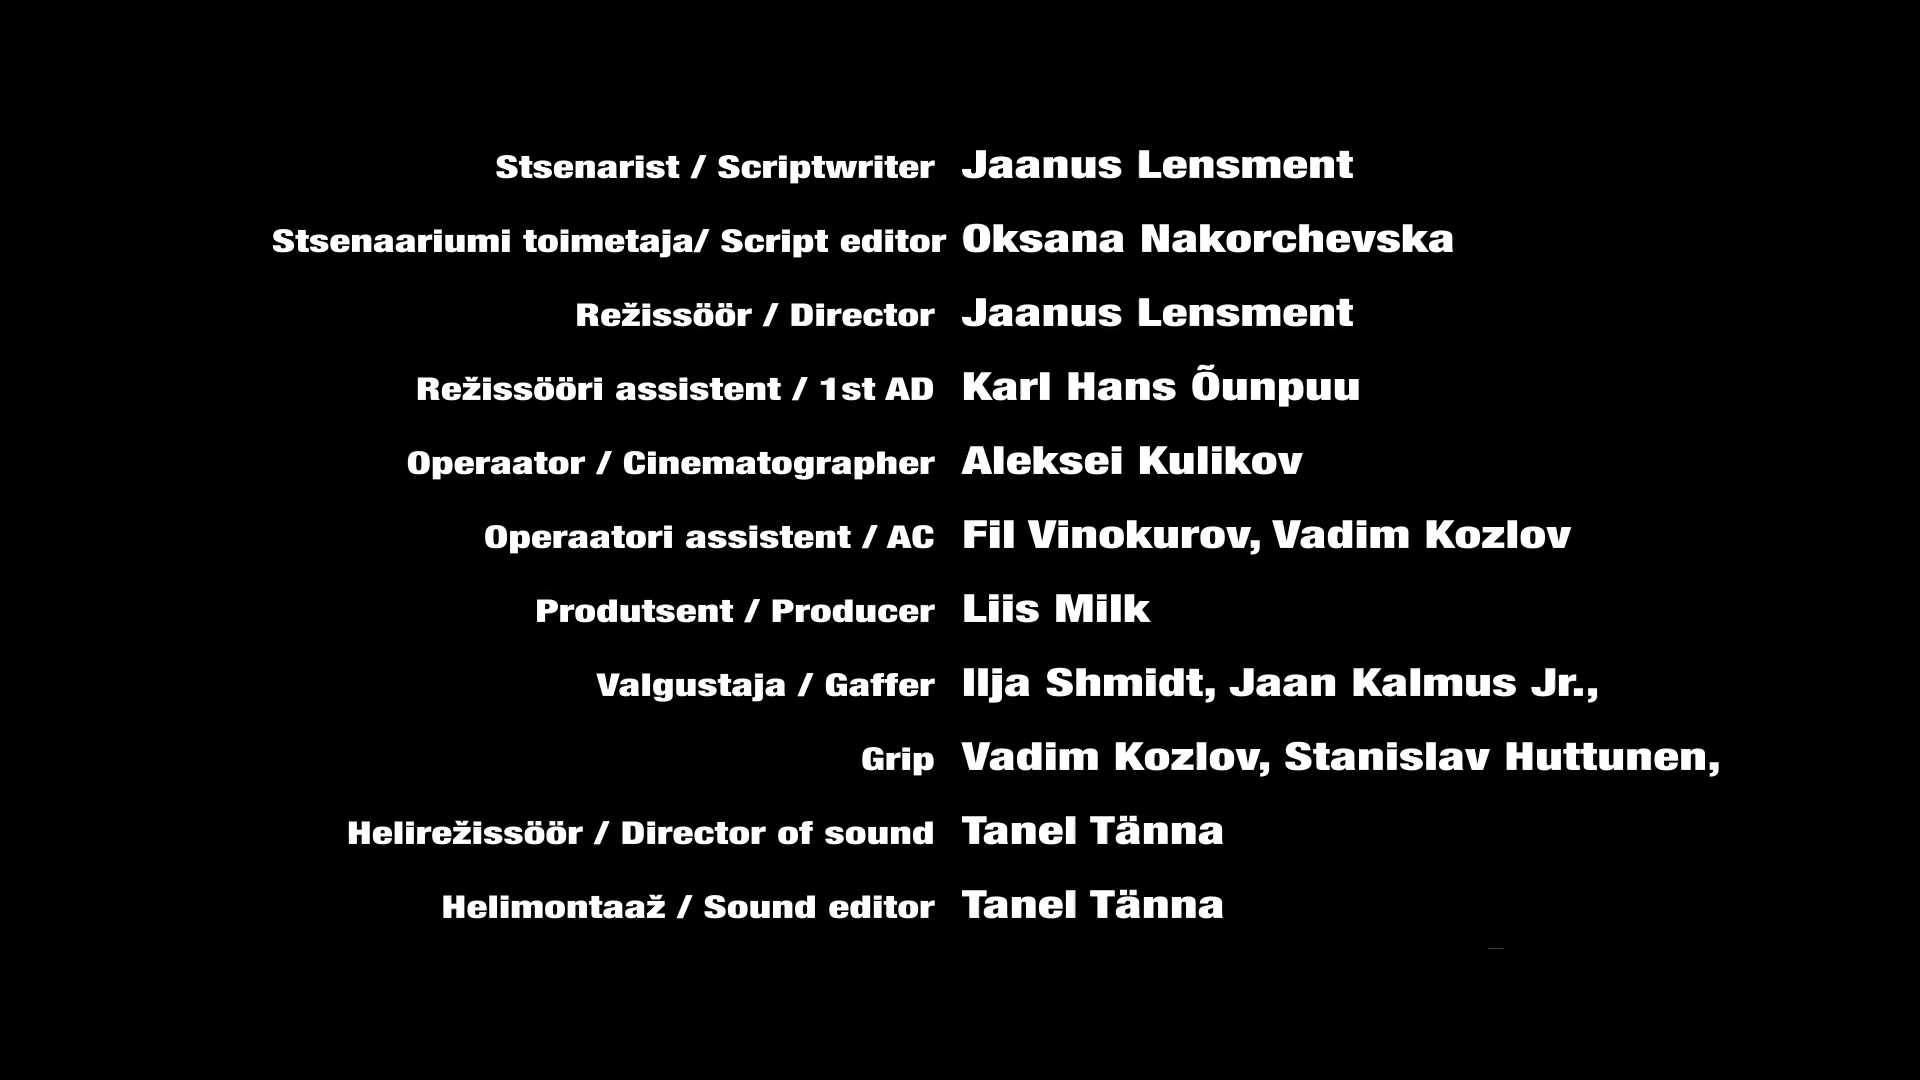 Stsenarist / Scriptwriter Jaanus Lensment
Stsenaariumi toimetaja/ Script editor Oksana Nakorchevska
Režissöör / Director Jaanus Lensment
Režissööri assistent / 1st AD Karl Hans Õunpuu
Operaator / Cinematographer Aleksei Kulikov
Operaatori assistent / AC Fil Vinokurov, Vadim Kozlov
Produtsent / Producer Liis Milk
Valgustaja / Gaffer Ilja Shmidt, Jaan Kalmus Jr.,
Grip Vadim Kozlov, Stanislav Huttunen,
Helirežissöör / Director of sound Tanel Tänna
Helimontaaž / Sound editor Tanel Tänna